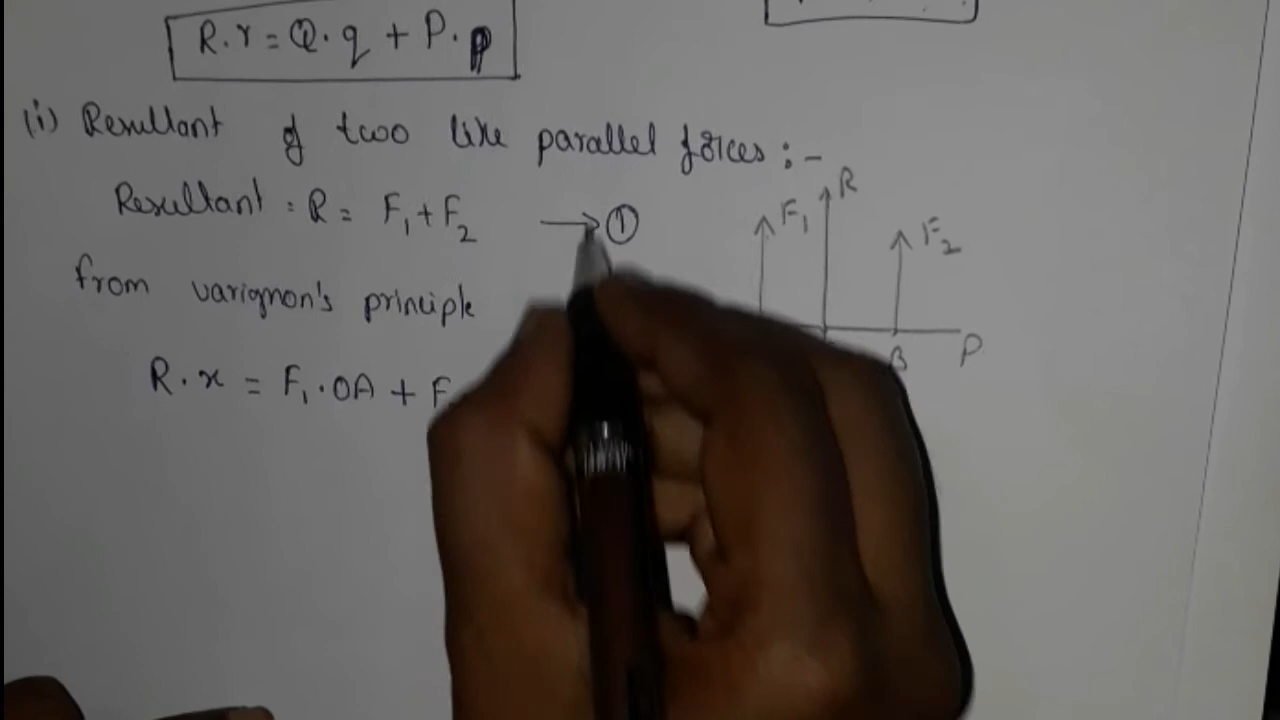 R.r = Q.q + P.p
(i) Resultant of two like parallel forces :-
Resultant : R = F₁ + F₂ → ①
from varignon's principle
R.x = F₁.OA + F
F₁
R
F₂
B
P